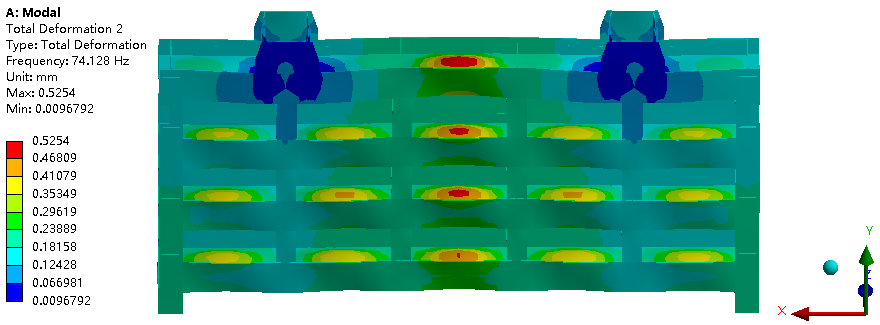 A: Modal
Total Deformation 2
Type: Total Deformation
Frequency: 74.128 Hz
Unit: mm
Max: 0.5254
Min: 0.0096792
0.5254
0.46809
0.41079
0.35349
0.29619
0.23889
0.18158
0.12428
0.066981
0.0096792
Y
Z
X